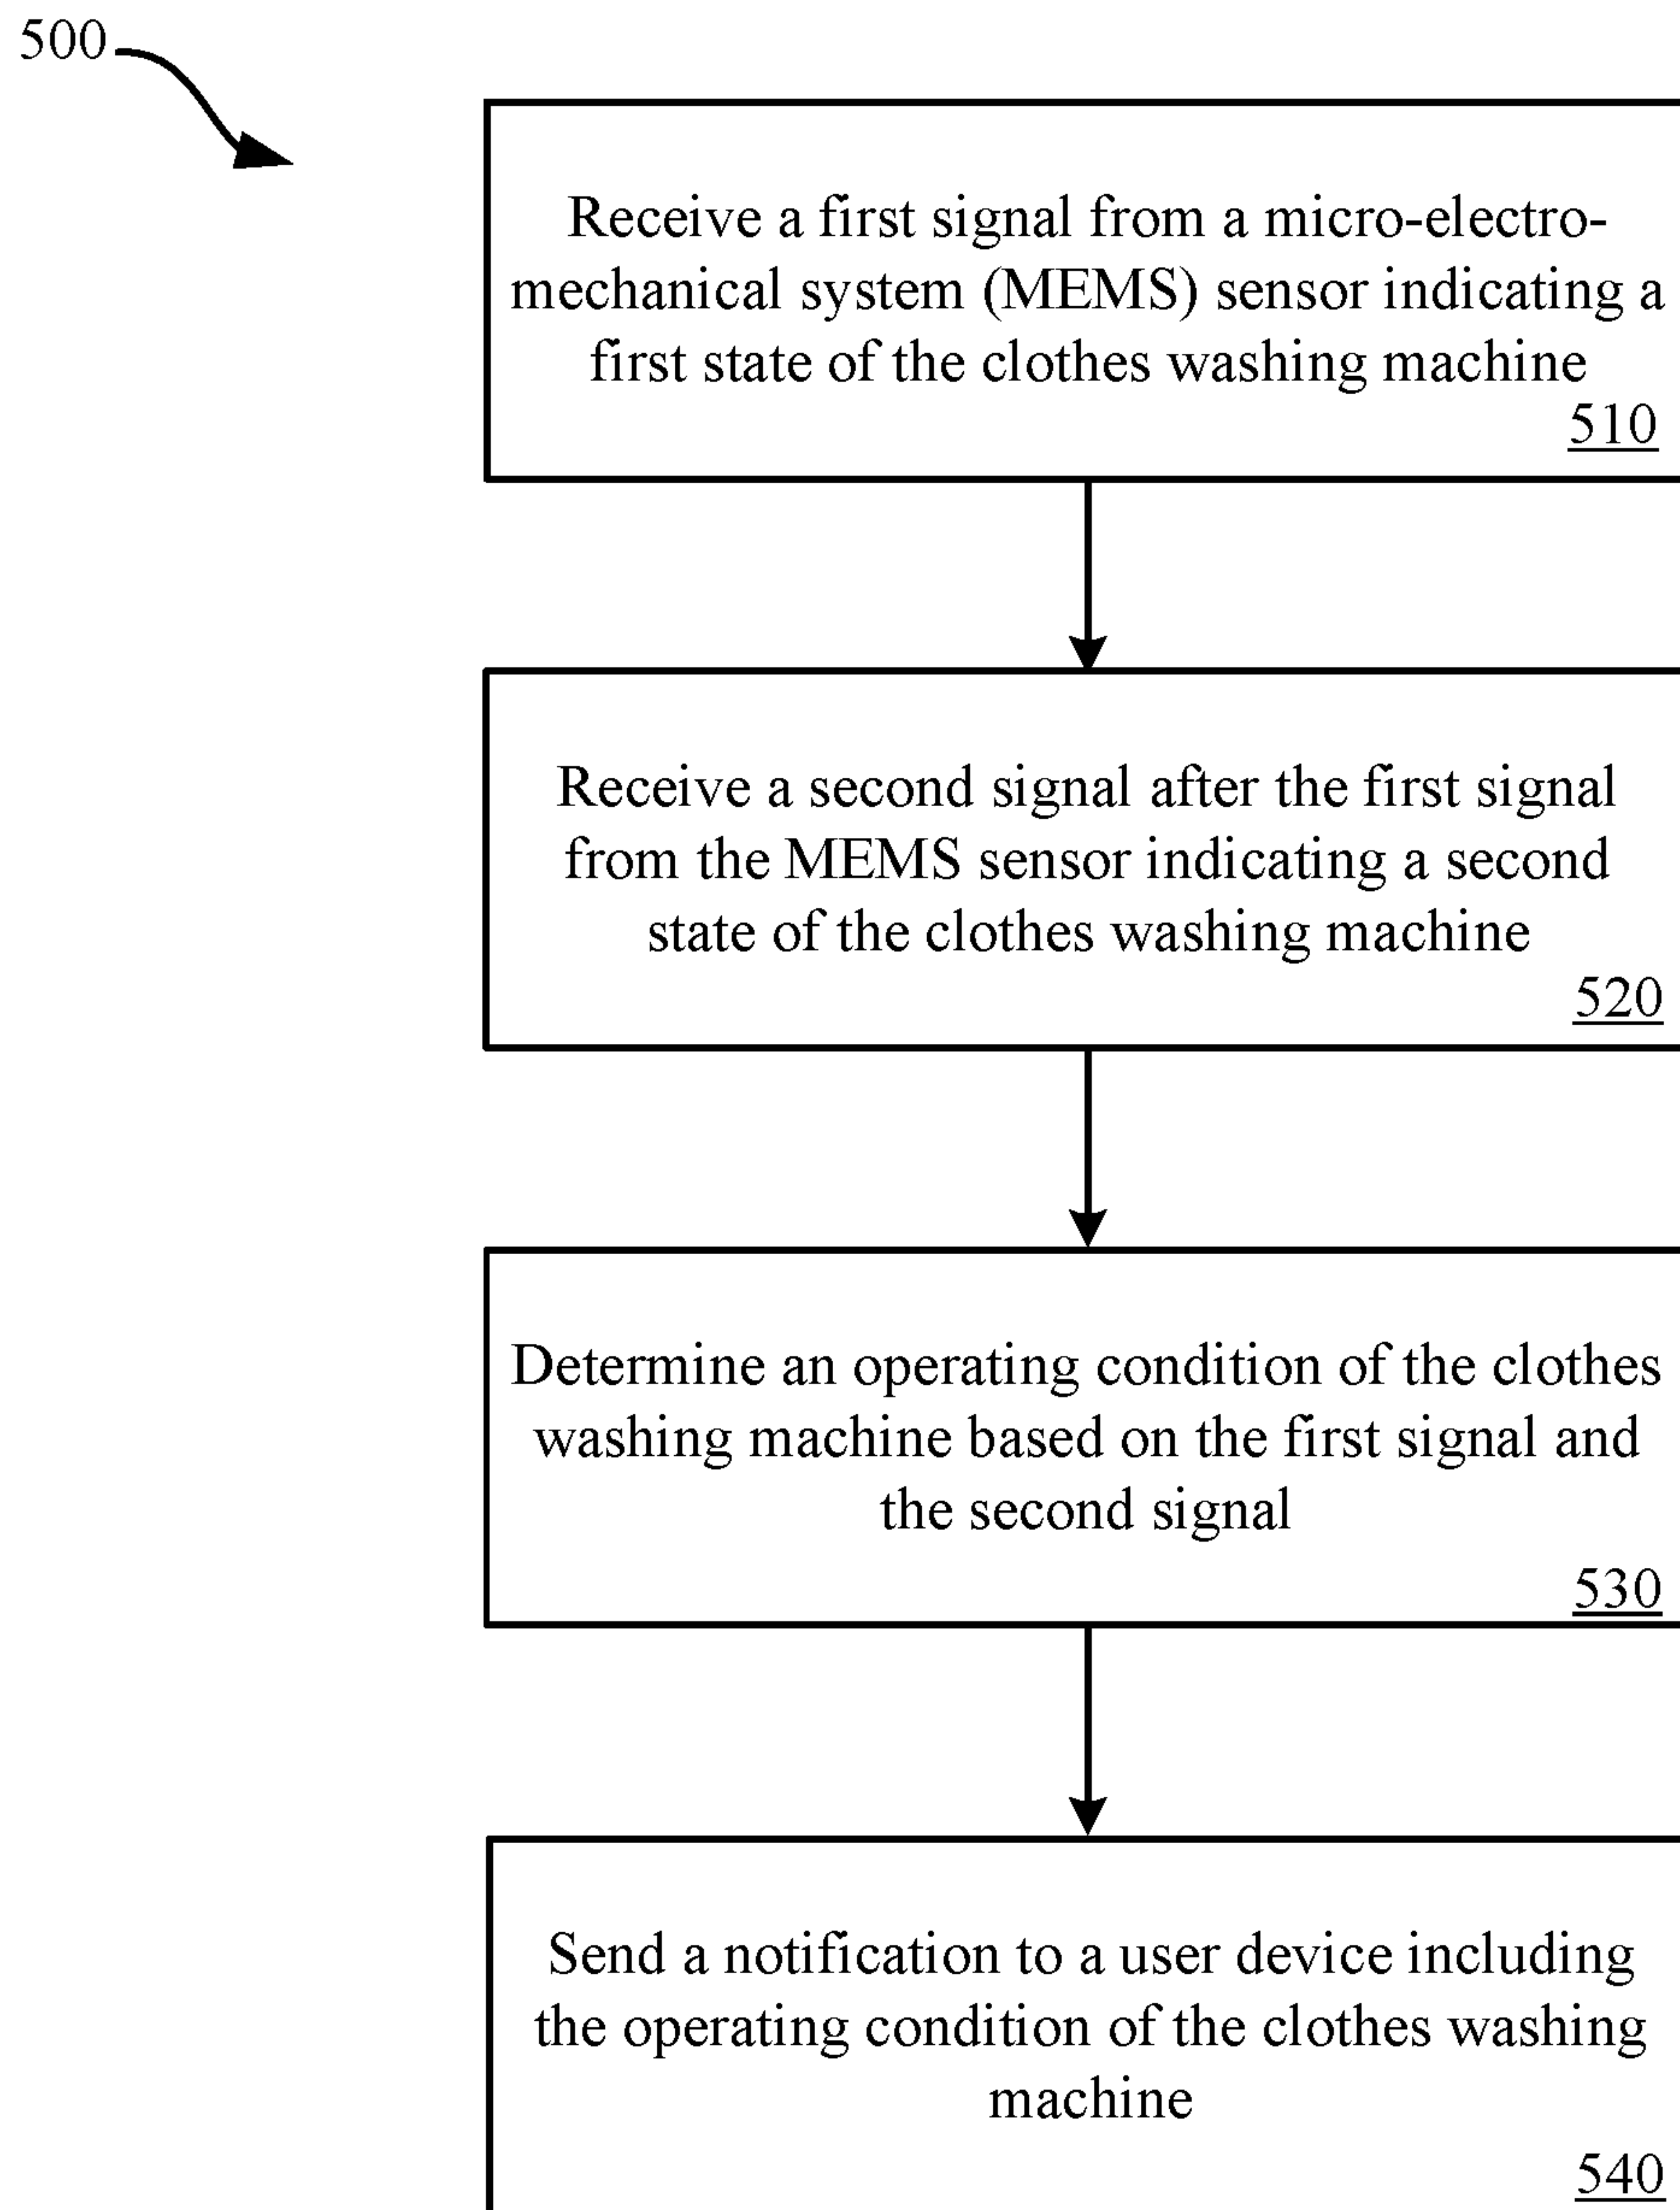 500
Receive a first signal from a micro-electro-
mechanical system (MEMS) sensor indicating a
first state of the clothes washing machine
510
Receive a second signal after the first signal
from the MEMS sensor indicating a second
state of the clothes washing machine
520
Determine an operating condition of the clothes
washing machine based on the first signal and
the second signal
530
Send a notification to a user device including
the operating condition of the clothes washing
machine
540